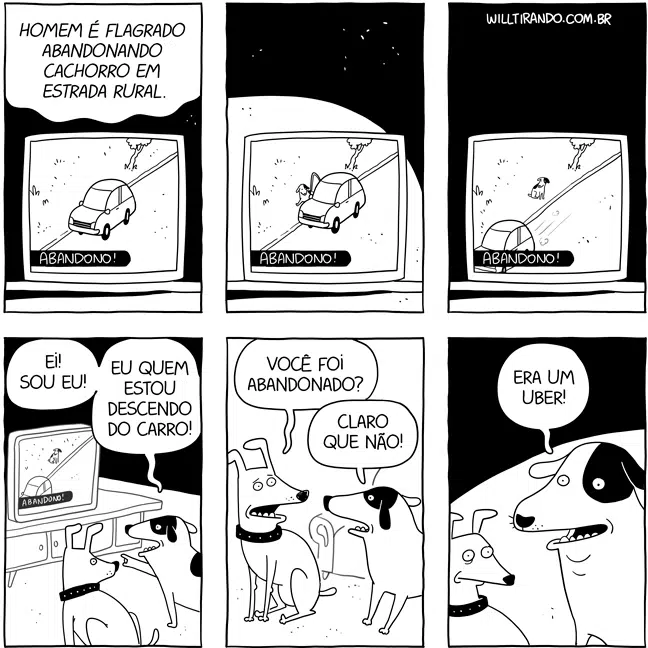 HOMEM É FLAGRADO
ABANDONANDO
CACHORRO EM
ESTRADA RURAL.
ABANDONO!
ABANDONO!
WILLTIRANDO.COM.BR
ABANDONO!
EI!
SOU EU!
EU QUEM
ESTOU
DESCENDO
DO CARRO!
ABANDONO!
VOCÊ FOI
ABANDONADO?
CLARO
QUE NÃO!
ERA UM
UBER!